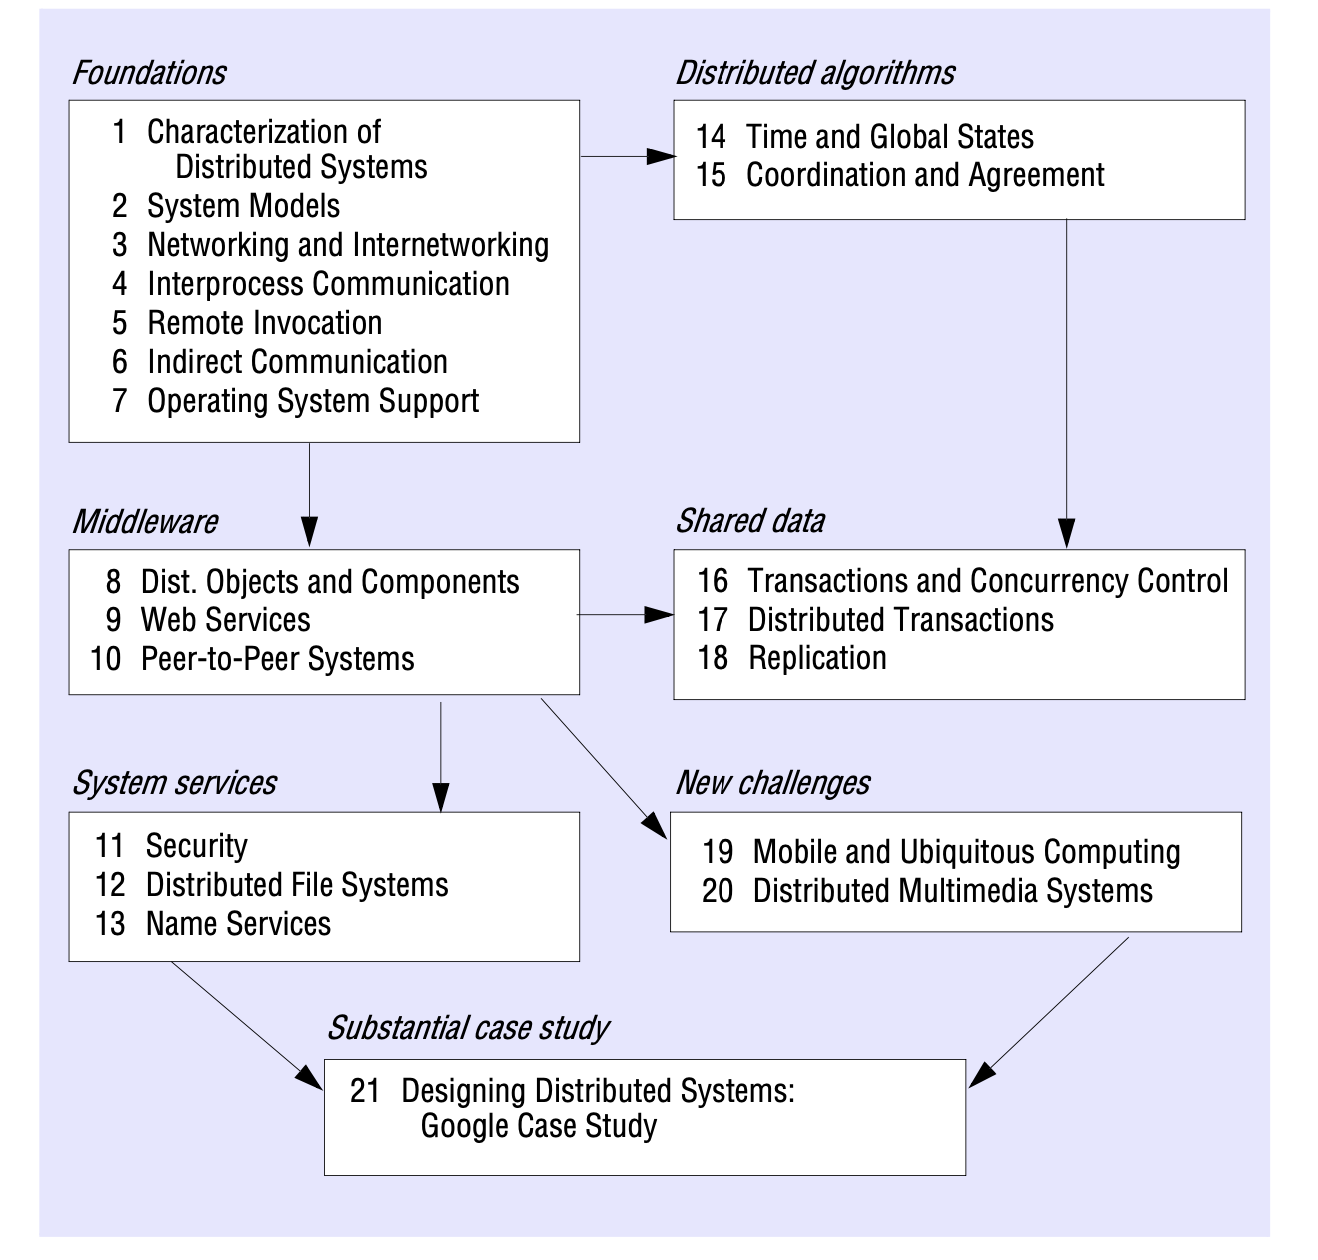 Foundations
1 Characterization of
Distributed Systems
2 System Models
3 Networking and Internetworking
4 Interprocess Communication
5 Remote Invocation
6 Indirect Communication
7 Operating System Support
Distributed algorithms
14 Time and Global States
15 Coordination and Agreement
Middleware
8 Dist. Objects and Components
9 Web Services
10 Peer-to-Peer Systems
Shared data
16 Transactions and Concurrency Control
17 Distributed Transactions
18 Replication
System services
11 Security
12 Distributed File Systems
13 Name Services
New challenges
19 Mobile and Ubiquitous Computing
20 Distributed Multimedia Systems
Substantial case study
21 Designing Distributed Systems:
Google Case Study